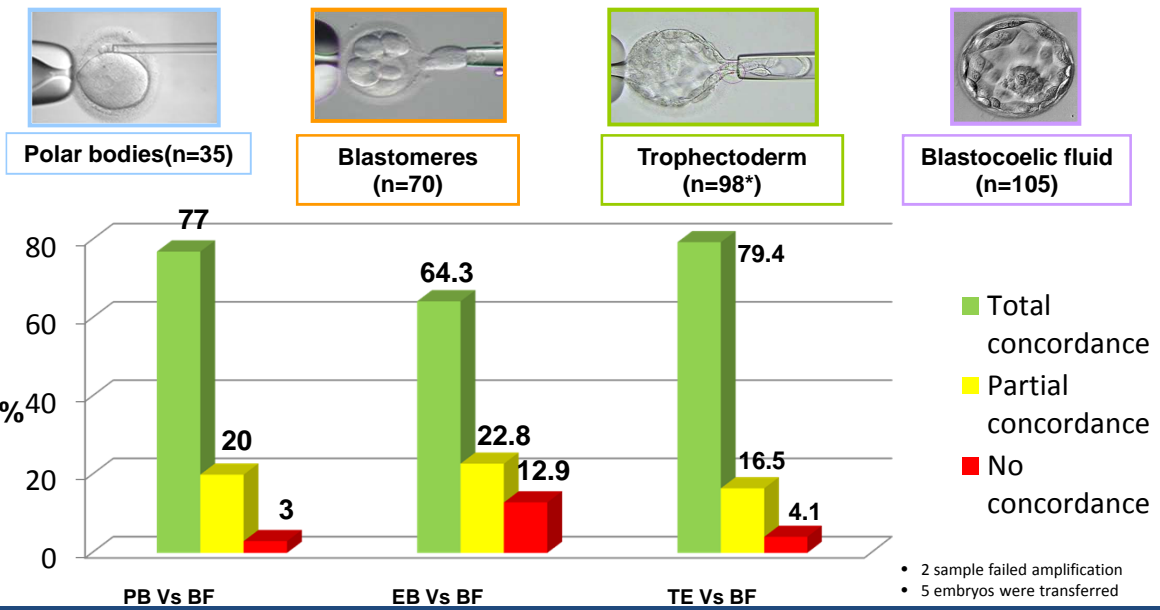 Polar bodies(n=35)
Blastomeres
(n=70)
Trophectoderm
(n=98*)
Blastocoelic fluid
(n=105)
80
60
%40
20
0
77
20
3
64.3
22.8
12.9
79.4
16.5
4.1
PB Vs BF
EB Vs BF
TE Vs BF
Total
concordance
Partial
concordance
No
concordance
• 2 sample failed amplification
• 5 embryos were transferred